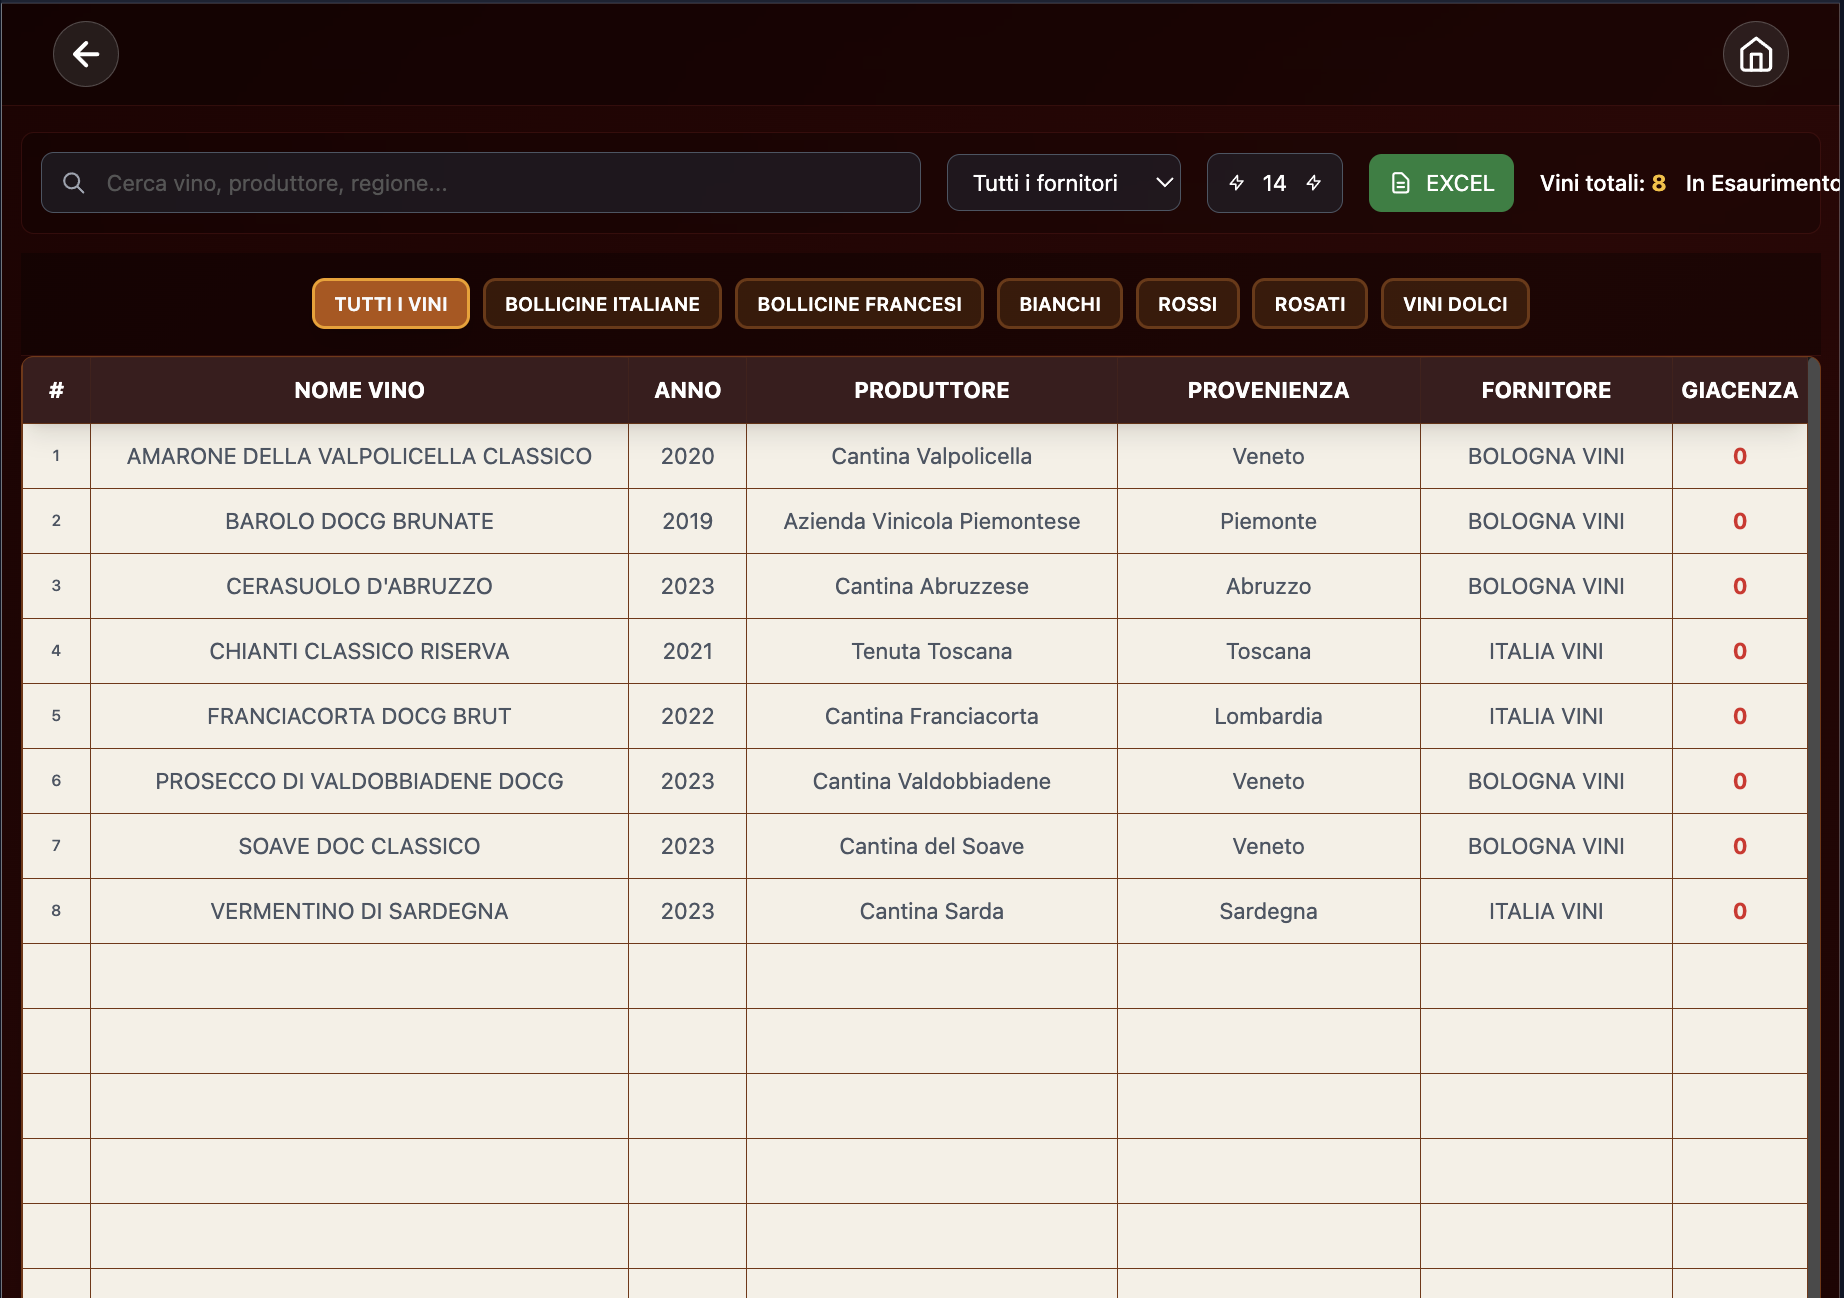 Cerca vino, produttore, regione... Tutti i fornitori 14 EXCEL Vini totali: 8 In Esaurimento
TUTTI I VINI BOLLICINE ITALIANE BOLLICINE FRANCESI BIANCHI ROSSI ROSATI VINI DOLCI
# NOME VINO ANNO PRODUTTORE PROVENIENZA FORNITORE GIACENZA
1 AMARONE DELLA VALPOLICELLA CLASSICO 2020 Cantina Valpolicella Veneto BOLOGNA VINI 0
2 BAROLO DOCG BRUNATE 2019 Azienda Vinicola Piemontese Piemonte BOLOGNA VINI 0
3 CERASUOLO D'ABRUZZO 2023 Cantina Abruzzese Abruzzo BOLOGNA VINI 0
4 CHIANTI CLASSICO RISERVA 2021 Tenuta Toscana Toscana ITALIA VINI 0
5 FRANCIACORTA DOCG BRUT 2022 Cantina Franciacorta Lombardia ITALIA VINI 0
6 PROSECCO DI VALDOBBIADENE DOCG 2023 Cantina Valdobbiadene Veneto BOLOGNA VINI 0
7 SOAVE DOC CLASSICO 2023 Cantina del Soave Veneto BOLOGNA VINI 0
8 VERMENTINO DI SARDEGNA 2023 Cantina Sarda Sardegna ITALIA VINI 0